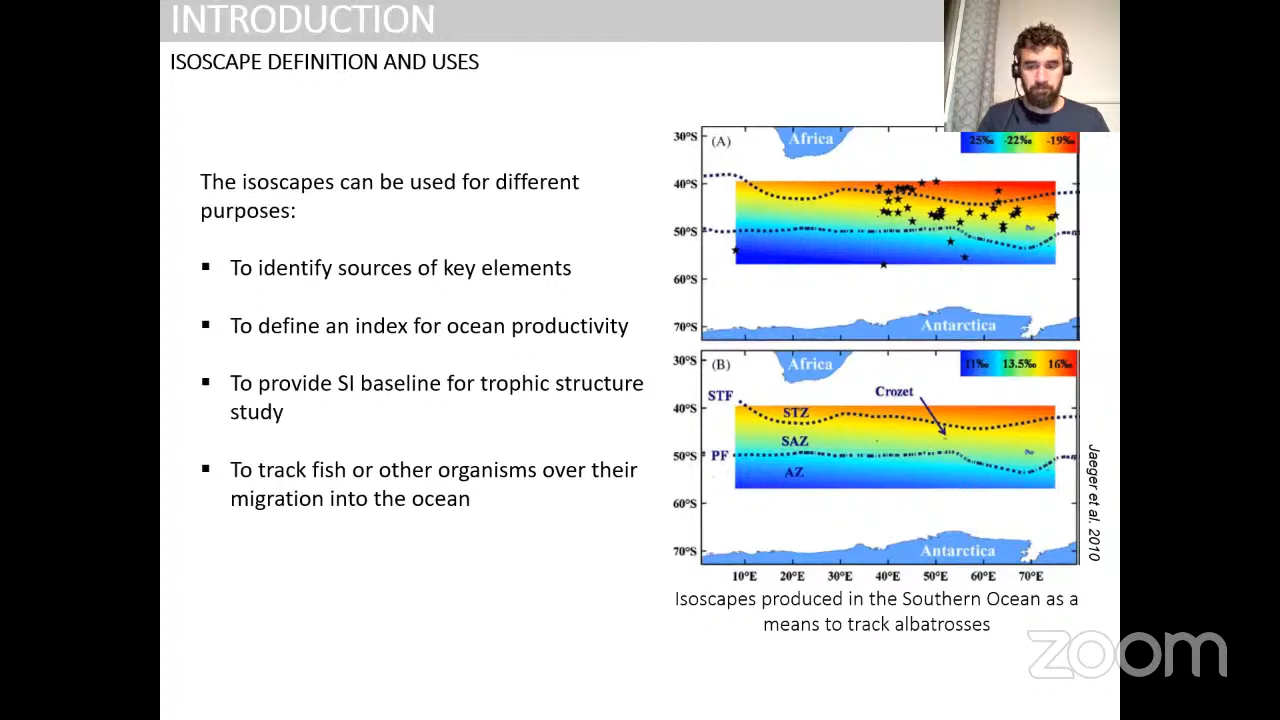 INTRODUCTION
ISOSCAPE DEFINITION AND USES
The isoscapes can be used for different
purposes:
▪ To identify sources of key elements
▪ To define an index for ocean productivity
▪ To provide SI baseline for trophic structure
study
▪ To track fish or other organisms over their
migration into the ocean
30°S
(A)
Africa
25‰ -22‰ -19‰
40°S
50°S
60°S
70°S
Antarctica
30°S
(B)
Africa
11‰ 13.5‰ 16‰
STF
Crozet
40°S
STZ
SAZ
PF
50°S
AZ
60°S
70°S
Antarctica
10°E 20°E 30°E 40°E 50°E 60°E 70°E
Jaeger et al. 2010
Isoscapes produced in the Southern Ocean as a
means to track albatrosses
zoom